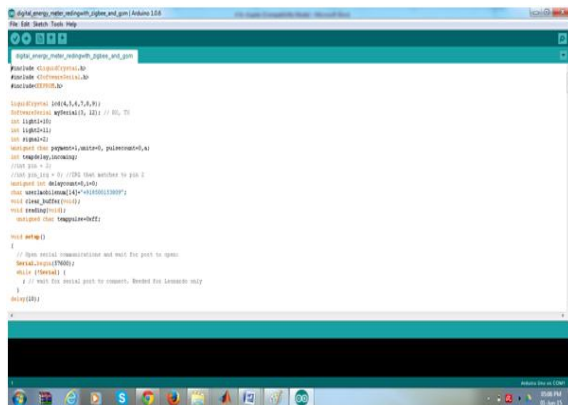 digital_energy_meter_redingwith_zigbee_and_gsm | Arduino 1.0.6
File Edit Sketch Tools Help
digital_energy_meter_redingwith_zigbee_and_gsm
#include <LiquidCrystal.h>
#include <SoftwareSerial.h>
#include<EEPROM.h>
LiquidCrystal lcd(4,5,6,7,8,9);
SoftwareSerial mySerial(3, 12); // RX, TX
int light1=10;
int light2=11;
int signal=2;
unsigned char payment=1,units=0, pulsecount=0,a;
int tempdelay,incoming;
//int pin = 2;
//int pin_irq = 0; //IRQ that matches to pin 2
unsigned int delaycount=0,i=0;
void clear_buffer(void);
void reading(void);
unsigned char temppulse=0xff;
void setup()
{
// Open serial communications and wait for port to open:
Serial.begin(57600);
while (!Serial) {
; // wait for serial port to connect. Needed for Leonardo only
}
delay(10);
Arduino Uno on COM1